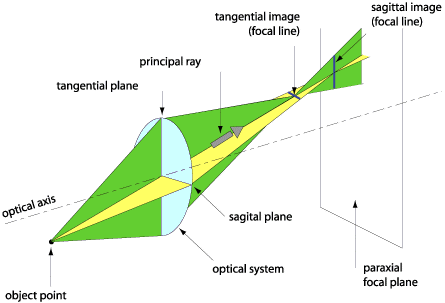 tangential image
(focal line)
sagittal image
(focal line)
principal ray
tangential plane
optical axis
sagital plane
optical system
object point
paraxial
focal plane